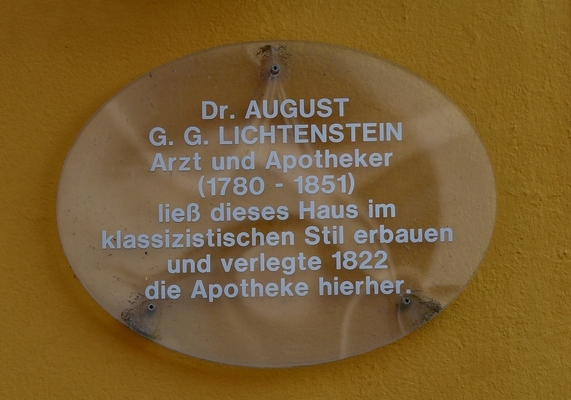 Dr. AUGUST
G. G. LICHTENSTEIN
Arzt und Apotheker
(1780 - 1851)
ließ dieses Haus im
klassizistischen Stil erbauen
und verlegte 1822
die Apotheke hierher.